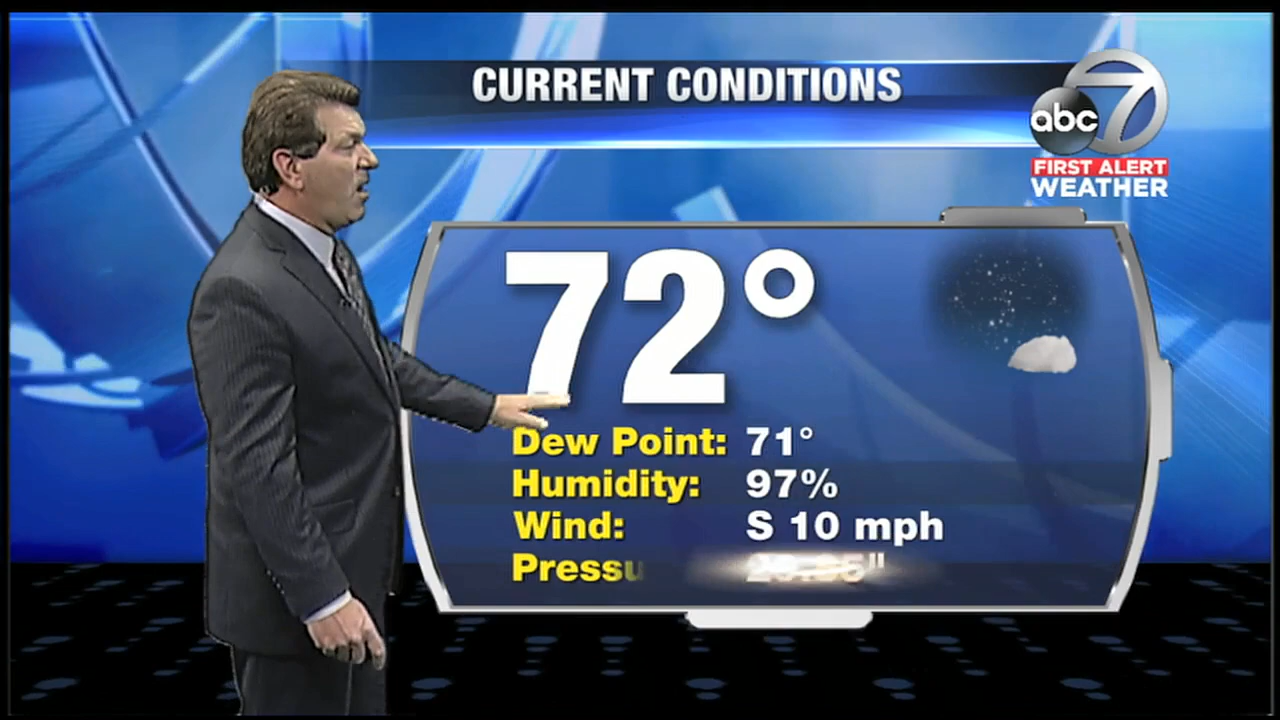 CURRENT CONDITIONS
abc 7
FIRST ALERT
WEATHER
72°
Dew Point: 71°
Humidity: 97%
Wind: S 10 mph